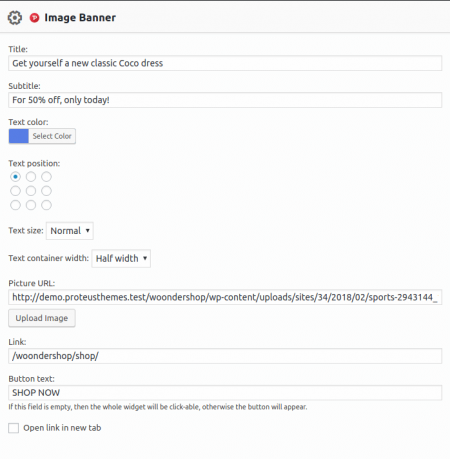 Image Banner
Title:
Get yourself a new classic Coco dress
Subtitle:
For 50% off, only today!
Text color:
Select Color
Text position:
Text size: Normal
Text container width: Half width
Picture URL:
http://demo.proteusthemes.test/woondershop/wp-content/uploads/sites/34/2018/02/sports-2943144_
Upload Image
Link:
/woondershop/shop/
Button text:
SHOP NOW
If this field is empty, then the whole widget will be click-able, otherwise the button will appear.
Open link in new tab